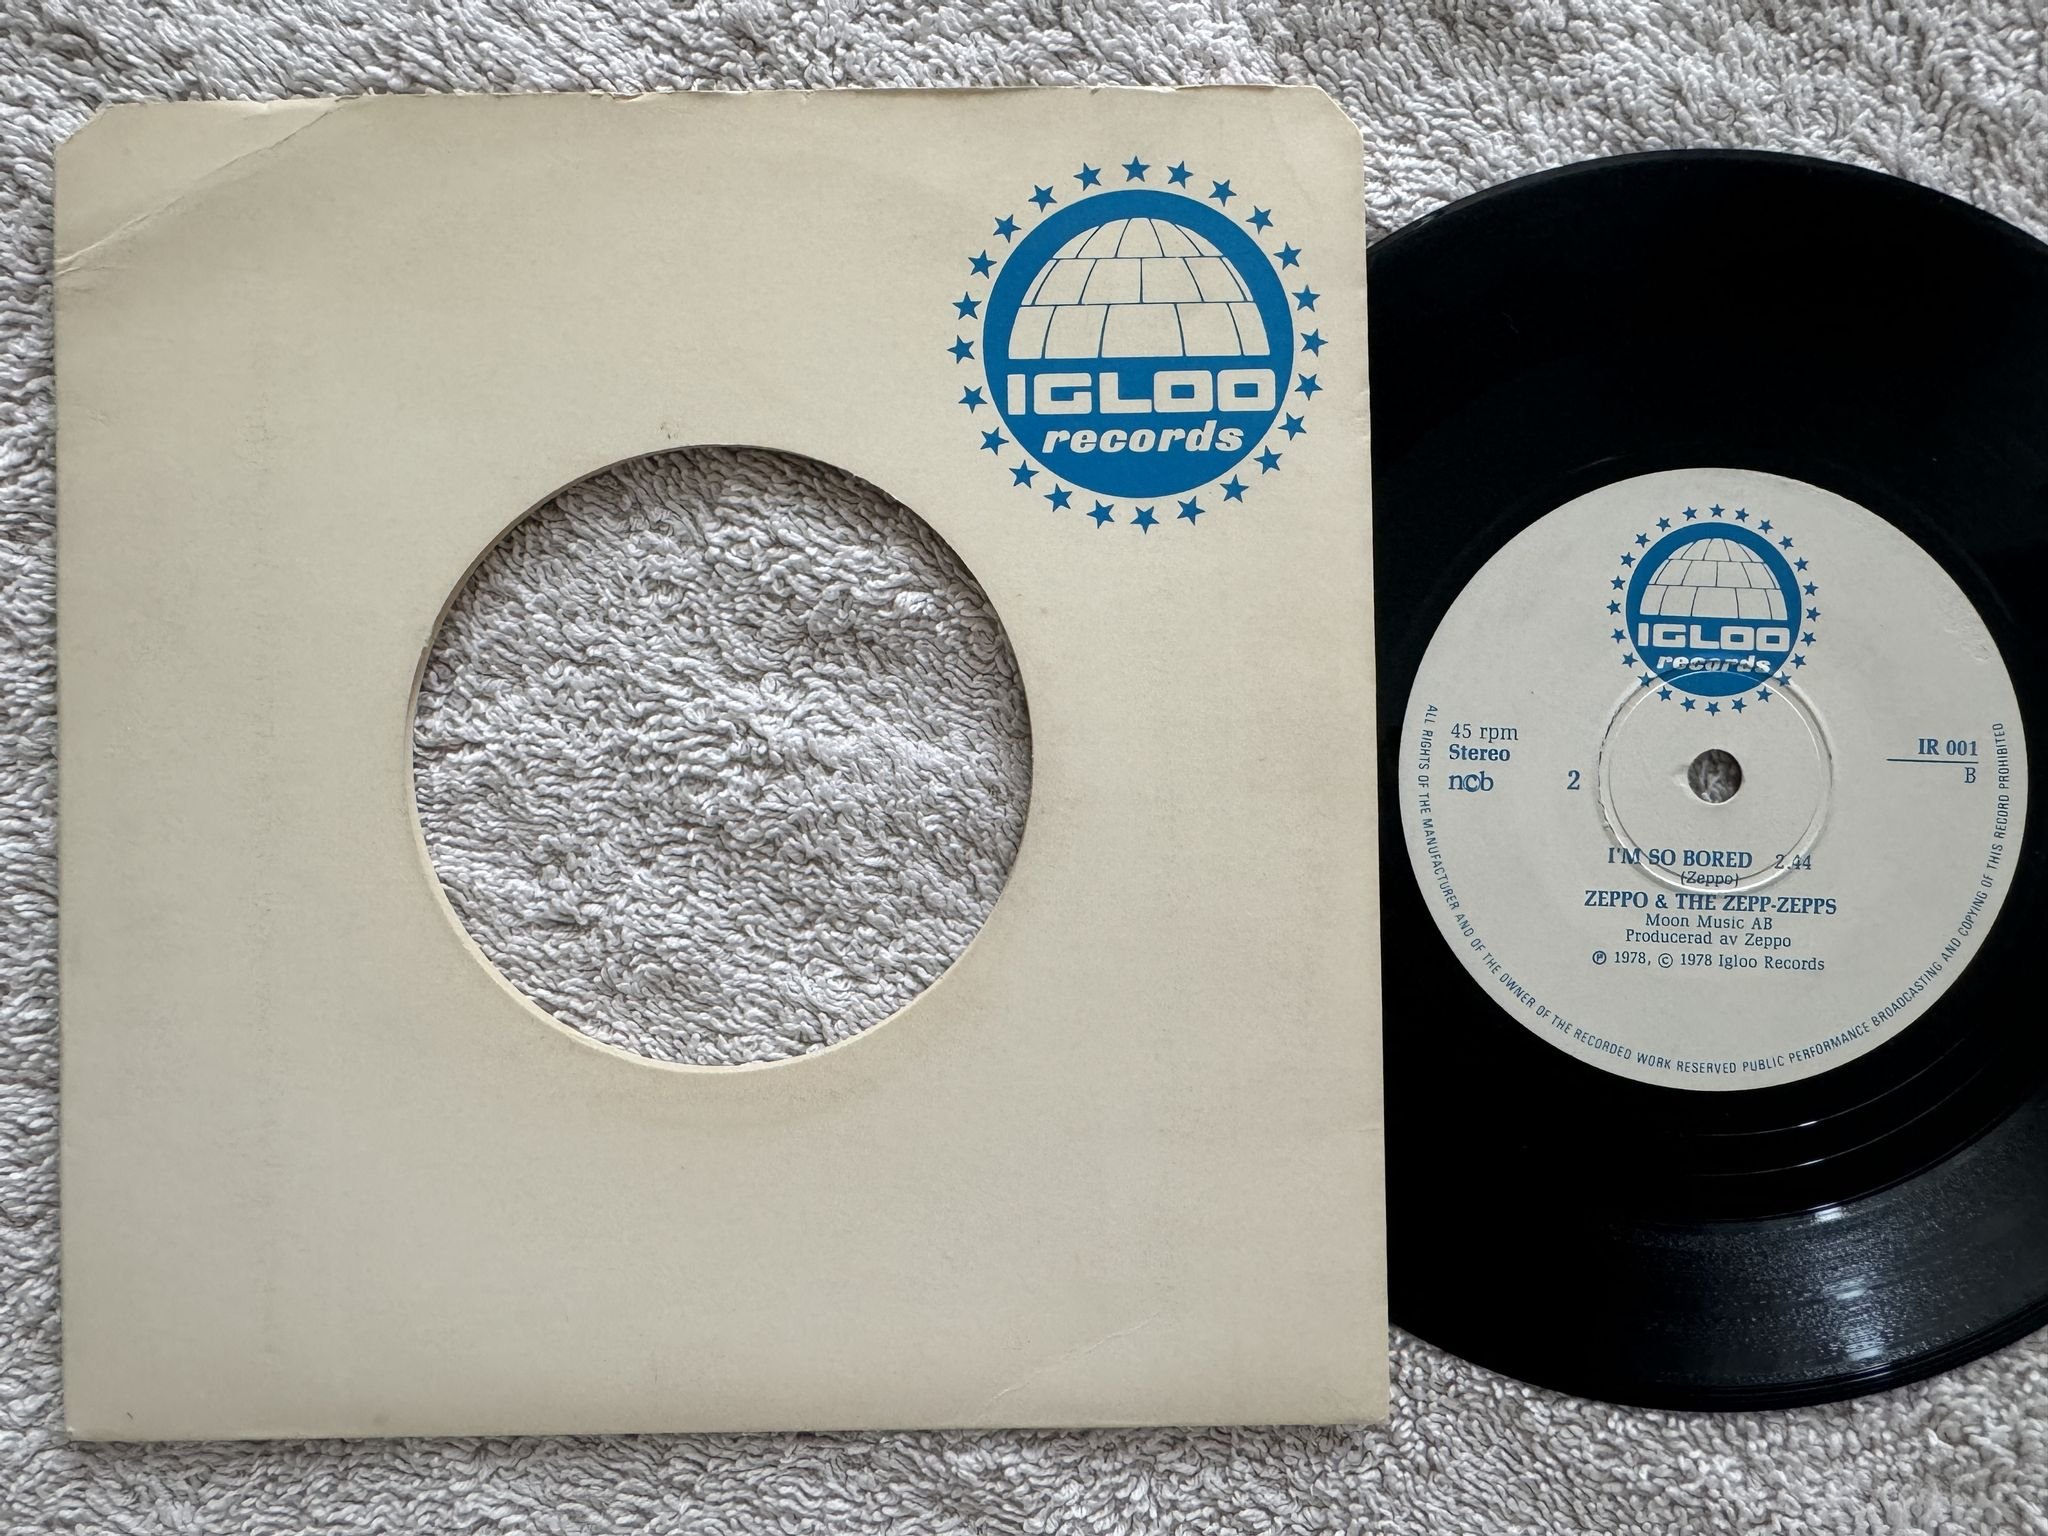 IGLOO
records
IGLOO
records
45 rpm
Stereo
ncb
2
IR 001
B
I'M SO BORED 2.44
(Zeppo)
ZEPPO & THE ZEPP-ZEPPS
Moon Music AB
Producerad av Zeppo
℗ 1978, © 1978 Igloo Records
ALL RIGHTS OF THE MANUFACTURER AND OF THE OWNER OF THE RECORDED WORK RESERVED PUBLIC PERFORMANCE BROADCASTING AND COPYING OF THIS RECORD PROHIBITED